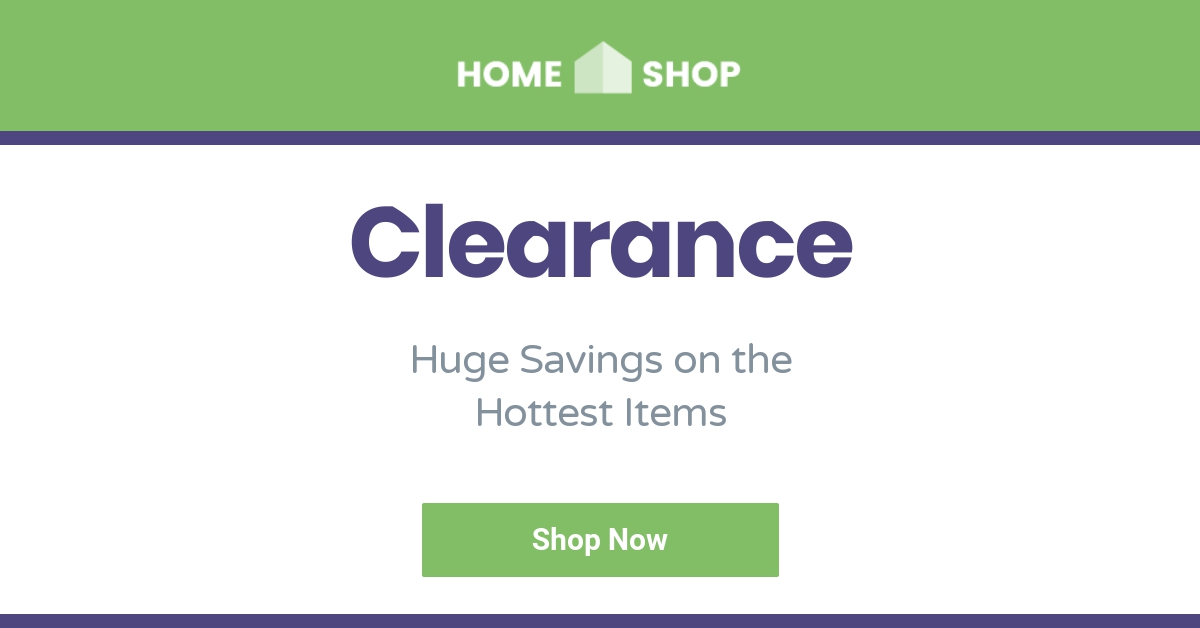 HOME SHOP
Clearance
Huge Savings on the
Hottest Items
Shop Now